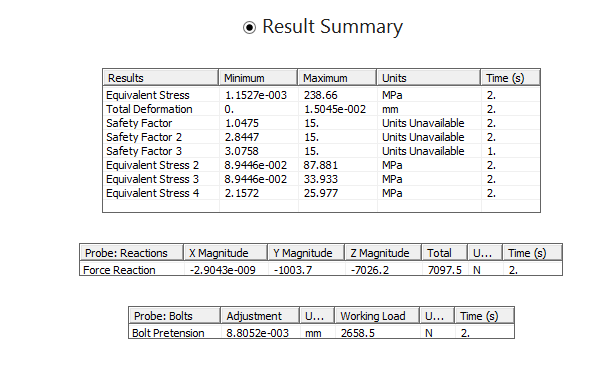 Result Summary
Results Minimum Maximum Units Time (s)
Equivalent Stress 1.1527e-003 238.66 MPa 2.
Total Deformation 0. 1.5045e-002 mm 2.
Safety Factor 1.0475 15. Units Unavailable 2.
Safety Factor 2 2.8447 15. Units Unavailable 2.
Safety Factor 3 3.0758 15. Units Unavailable 1.
Equivalent Stress 2 8.9446e-002 87.881 MPa 2.
Equivalent Stress 3 8.9446e-002 33.933 MPa 2.
Equivalent Stress 4 2.1572 25.977 MPa 2.
Probe: Reactions X Magnitude Y Magnitude Z Magnitude Total U... Time (s)
Force Reaction -2.9043e-009 -1003.7 -7026.2 7097.5 N 2.
Probe: Bolts Adjustment U... Working Load U... Time (s)
Bolt Pretension 8.8052e-003 mm 2658.5 N 2.